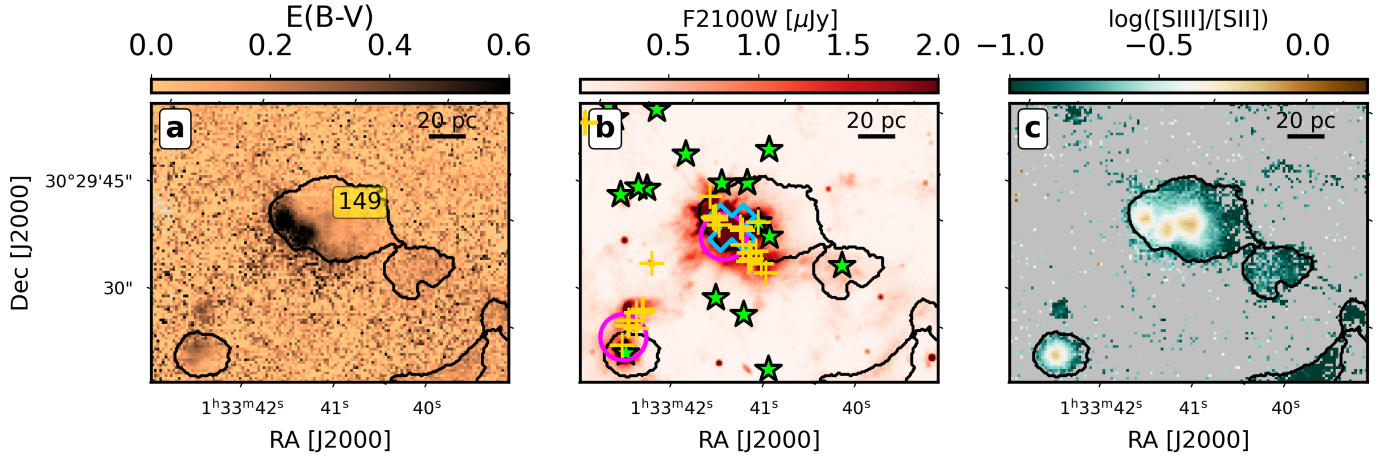 E(B-V)
0.0 0.2 0.4 0.6
F2100W [μJy]
0.5 1.0 1.5 2.0
log([SIII]/[SII])
−1.0 −0.5 0.0
a
20 pc
149
b
20 pc
c
20 pc
Dec [J2000]
30°29'45"
30"
1h33m42s 41s 40s
RA [J2000]
1h33m42s 41s 40s
RA [J2000]
1h33m42s 41s 40s
RA [J2000]